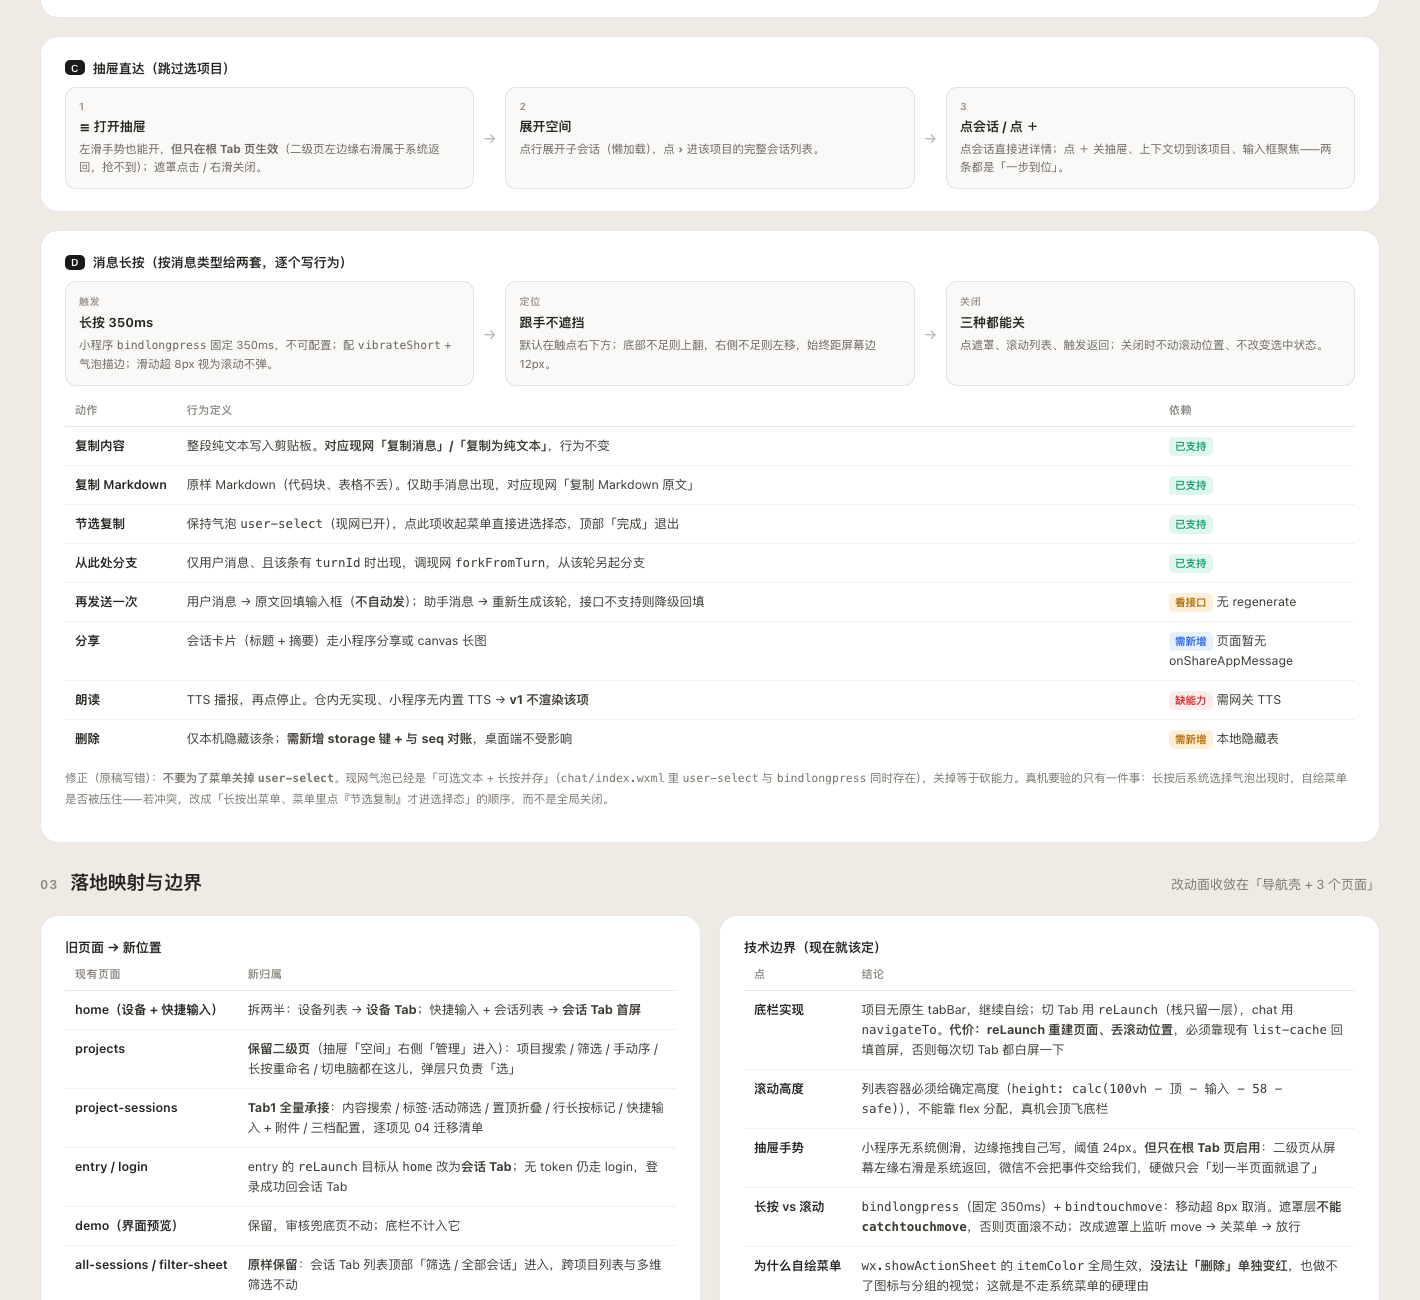 C 抽屉直达（跳过选项目）
1
≡ 打开抽屉
左滑手势也能开，但只在根 Tab 页生效（二级页左边缘右滑属于系统返
回，抢不到）；遮罩点击 / 右滑关闭。
→
2
展开空间
点行展开子会话（懒加载），点 › 进该项目的完整会话列表。
→
3
点会话 / 点 ＋
点会话直接进详情；点 ＋ 关抽屉、上下文切到该项目、输入框聚焦——两
条都是「一步到位」。
D 消息长按（按消息类型给两套，逐个写行为）
触发
长按 350ms
小程序 bindlongpress 固定 350ms，不可配置；配 vibrateShort +
气泡描边；滑动超 8px 视为滚动不弹。
→
定位
跟手不遮挡
默认在触点右下方；底部不足则上翻，右侧不足则左移，始终距屏幕边
12px。
→
关闭
三种都能关
点遮罩、滚动列表、触发返回；关闭时不动滚动位置、不改变选中状态。
动作 行为定义 依赖
复制内容 整段纯文本写入剪贴板。对应现网「复制消息」/「复制为纯文本」，行为不变 已支持
复制 Markdown 原样 Markdown（代码块、表格不丢）。仅助手消息出现，对应现网「复制 Markdown 原文」 已支持
节选复制 保持气泡 user-select（现网已开），点此项收起菜单直接进选择态，顶部「完成」退出 已支持
从此处分支 仅用户消息、且该条有 turnId 时出现，调现网 forkFromTurn，从该轮另起分支 已支持
再发送一次 用户消息 → 原文回填输入框（不自动发）；助手消息 → 重新生成该轮，接口不支持则降级回填 看接口 无 regenerate
分享 会话卡片（标题 + 摘要）走小程序分享或 canvas 长图 需新增 页面暂无
onShareAppMessage
朗读 TTS 播报，再点停止。仓内无实现、小程序无内置 TTS → v1 不渲染该项 缺能力 需网关 TTS
删除 仅本机隐藏该条；需新增 storage 键 + 与 seq 对账，桌面端不受影响 需新增 本地隐藏表
修正（原稿写错）：不要为了菜单关掉 user-select。现网气泡已经是「可选文本 + 长按并存」(chat/index.wxml 里 user-select 与 bindlongpress 同时存在)，关掉等于砍能力。真机要验的只有一件事：长按后系统选择气泡出现时，自绘菜单
是否被压住——若冲突，改成「长按出菜单、菜单里点『节选复制』才进选择态」的顺序，而不是全局关闭。
03 落地映射与边界
改动面收敛在「导航壳 + 3 个页面」
旧页面 → 新位置
现有页面 新归属
home（设备 + 快捷输入） 拆两半：设备列表 → 设备 Tab；快捷输入 + 会话列表 → 会话 Tab 首屏
projects 保留二级页（抽屉「空间」右侧「管理」进入）：项目搜索 / 筛选 / 手动序 /
长按重命名 / 切电脑都在这儿，弹层只负责「选」
project-sessions Tab1 全量承接：内容搜索 / 标签·活动筛选 / 置顶折叠 / 行长按标记 / 快捷输
入 + 附件 / 三档配置，逐项见 04 迁移清单
entry / login entry 的 reLaunch 目标从 home 改为会话 Tab；无 token 仍走 login，登
录成功回会话 Tab
demo（界面预览） 保留，审核兜底页不动；底栏不计入它
all-sessions / filter-sheet 原样保留：会话 Tab 列表顶部「筛选 / 全部会话」进入，跨项目列表与多维
筛选不动
技术边界（现在就该定）
点 结论
底栏实现 项目无原生 tabBar，继续自绘；切 Tab 用 reLaunch（栈只留一层），chat 用
navigateTo。代价：reLaunch 重建页面、丢滚动位置，必须靠现有 list-cache 回
填首屏，否则每次切 Tab 都白屏一下
滚动高度 列表容器必须给确定高度（height: calc(100vh - 顶 - 输入 - 58 -
safe)），不能靠 flex 分配，真机会顶飞底栏
抽屉手势 小程序无系统侧滑，边缘拖拽自己写，阈值 24px。但只在根 Tab 页启用：二级页从屏
幕左缘右滑是系统返回，微信不会把事件交给我们，硬做只会「划一半页面就退了」
长按 vs 滚动 bindlongpress（固定 350ms）+ bindtouchmove：移动超 8px 取消。遮罩层不能
catchtouchmove，否则页面滚不动；改成遮罩上监听 move → 关菜单 → 放行
为什么自绘菜单 wx.showActionSheet 的 itemColor 全局生效，没法让「删除」单独变红，也做不
了图标与分组的视觉；这就是不走系统菜单的硬理由